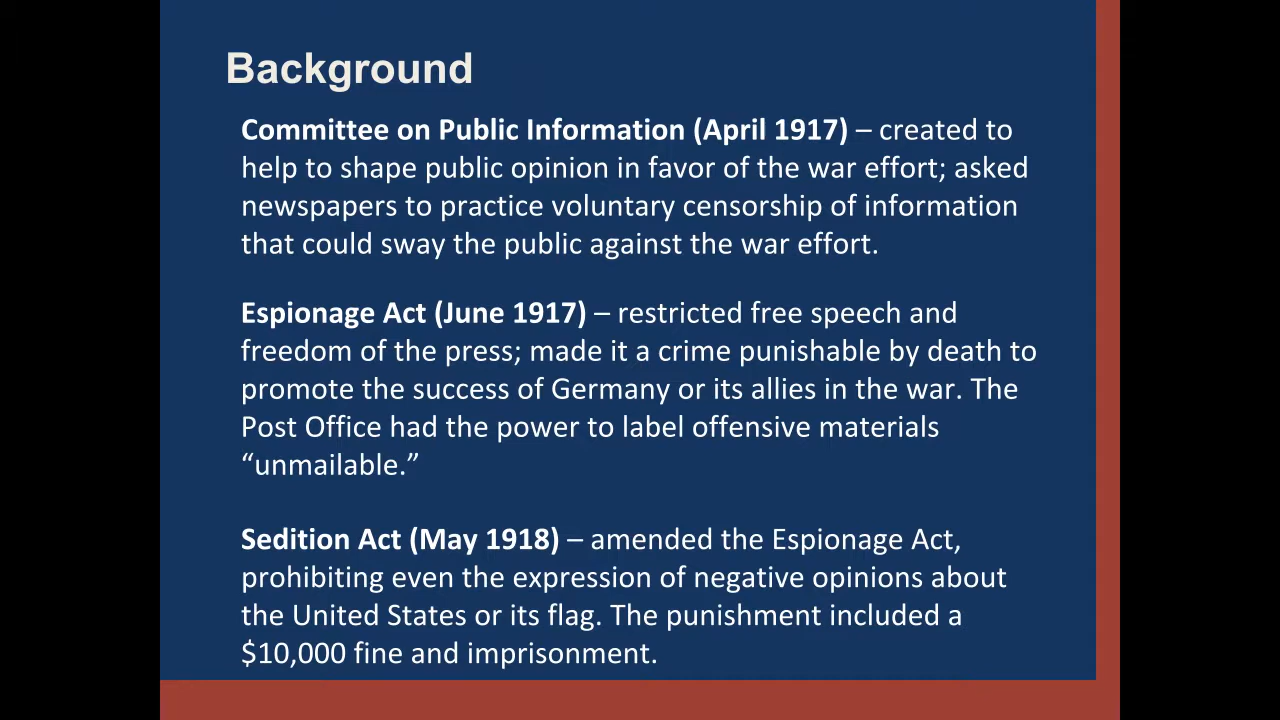 Background
Committee on Public Information (April 1917) – created to
help to shape public opinion in favor of the war effort; asked
newspapers to practice voluntary censorship of information
that could sway the public against the war effort.
Espionage Act (June 1917) – restricted free speech and
freedom of the press; made it a crime punishable by death to
promote the success of Germany or its allies in the war. The
Post Office had the power to label offensive materials
“unmailable.”
Sedition Act (May 1918) – amended the Espionage Act,
prohibiting even the expression of negative opinions about
the United States or its flag. The punishment included a
$10,000 fine and imprisonment.